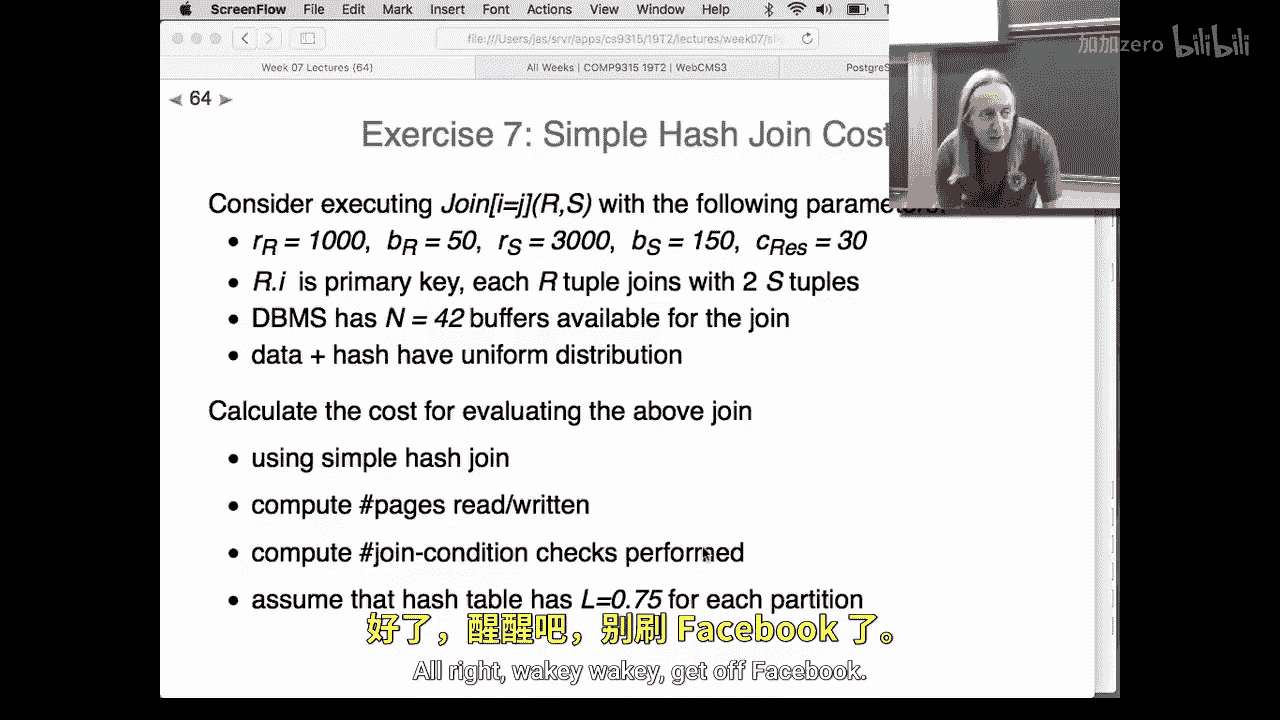 ScreenFlow File Edit Mark Insert Font Actions View Window Help
加加zero bilibili
file:///Users/jas/srvr/apps/cs9315/19T2/lectures/week07/sli
Week 07 Lectures (64) All Weeks | COMP9315 19T2 | WebCMS3 PostgreS
64
Exercise 7: Simple Hash Join Cost
Consider executing Join[i=j](R,S) with the following parameters:
• rR = 1000, bR = 50, rS = 3000, bS = 150, cRes = 30
• R.i is primary key, each R tuple joins with 2 S tuples
• DBMS has N = 42 buffers available for the join
• data + hash have uniform distribution
Calculate the cost for evaluating the above join
• using simple hash join
• compute #pages read/written
• compute #join-condition checks performed
• assume that hash table has L=0.75 for each partition
好了，醒醒吧，别刷 Facebook 了。
All right, wakey wakey, get off Facebook.